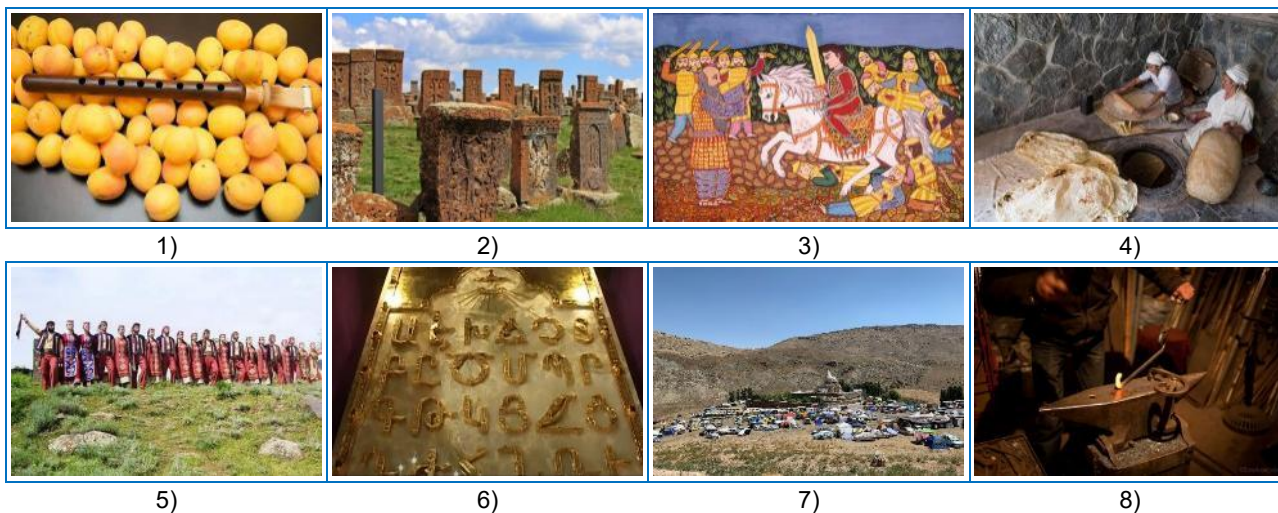 1) 2) 3) 4)
Ա Է Խ Ճ Չ Տ
Բ Ը Ծ Մ Պ Ր
Գ Թ Կ Յ Ջ Ց
Դ Ժ Հ Ն Ռ Ւ
5) 6) 7) 8)